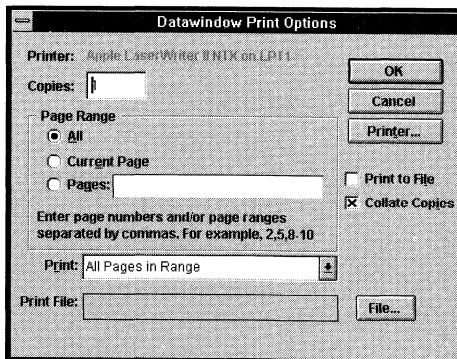 Datawindow Print Options
Printer: Apple LaserWriter II NTX on LPT1
Copies: 1
OK
Cancel
Printer...
Page Range
All
Current Page
Pages:
Enter page numbers and/or page ranges
separated by commas. For example, 2,5,8-10
Print to File
Collate Copies
Print: All Pages in Range
Print File:
File...